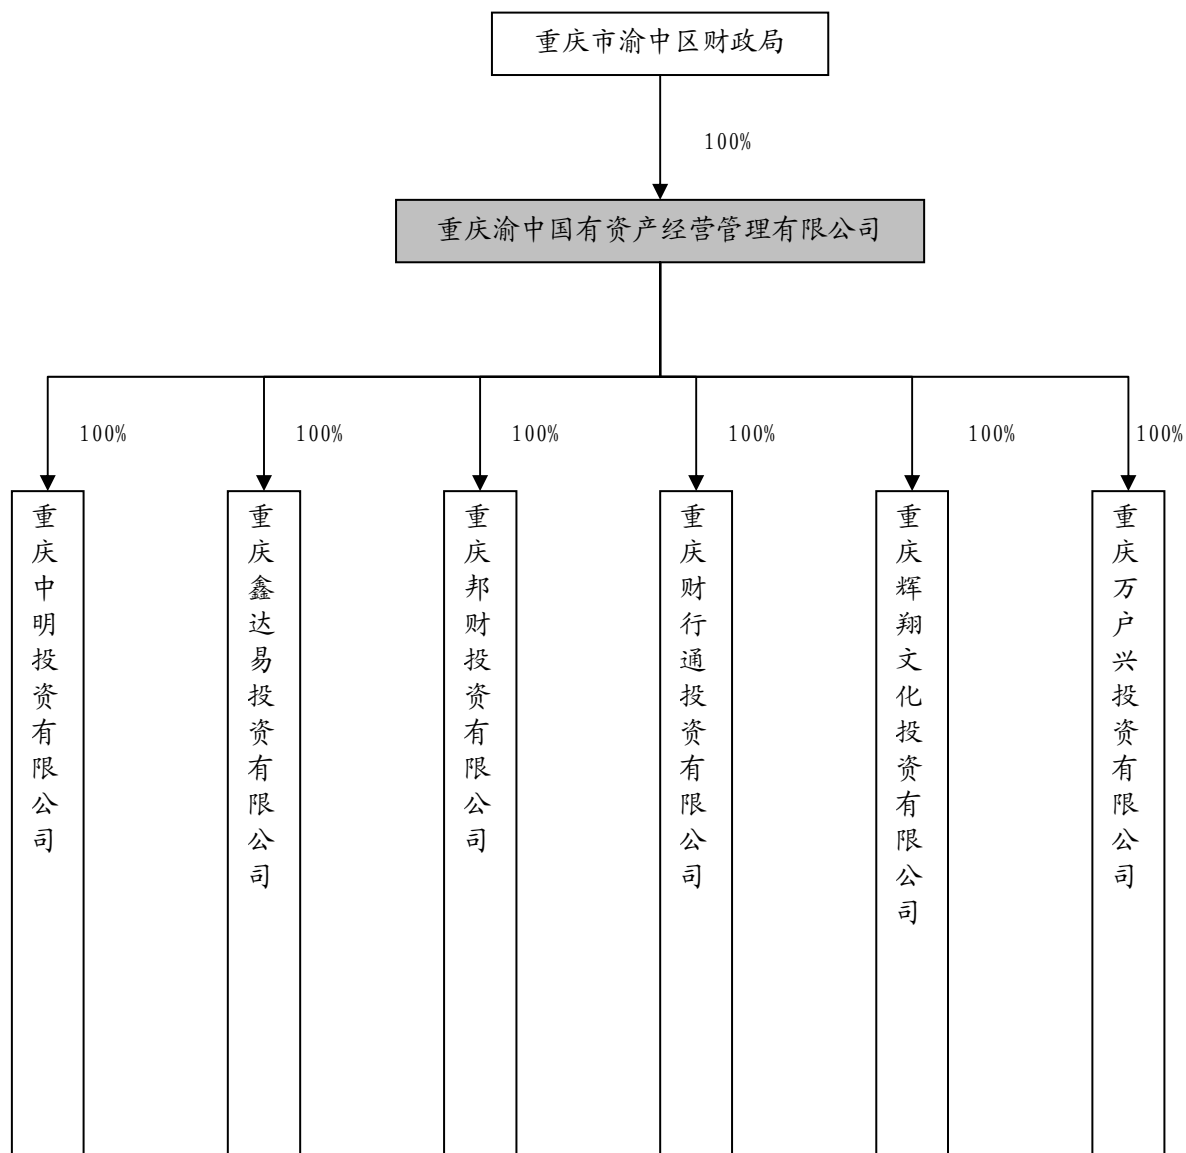 重庆市渝中区财政局
100%
重庆渝中国有资产经营管理有限公司
100%
100%
100%
100%
100%
100%
重庆中明投资有限公司
重庆鑫达易投资有限公司
重庆邦财投资有限公司
重庆财行通投资有限公司
重庆辉翔文化投资有限公司
重庆万户兴投资有限公司